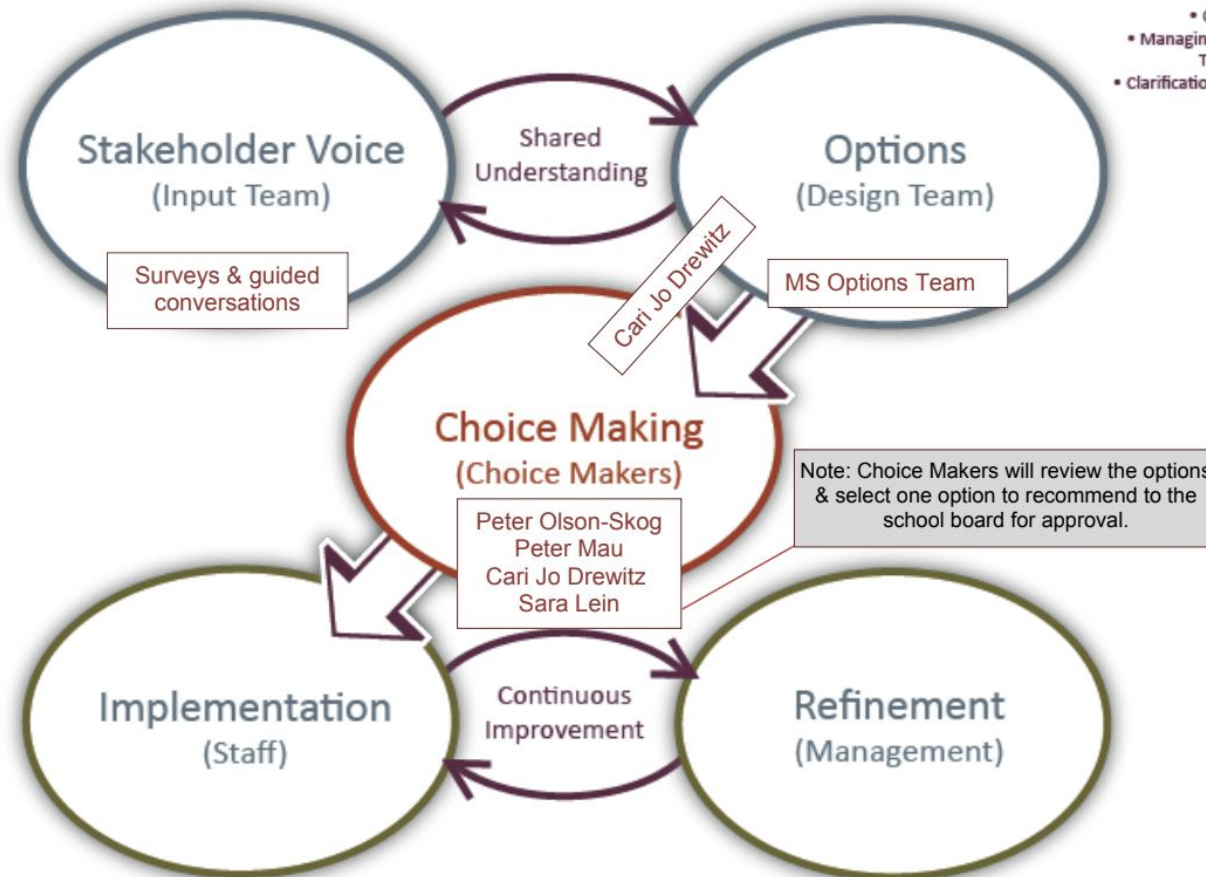 • Managin
• Clarificatio
Stakeholder Voice
(Input Team)
Surveys & guided
conversations
Shared
Understanding
Options
(Design Team)
MS Options Team
Cari Jo Drewitz
Choice Making
(Choice Makers)
Peter Olson-Skog
Peter Mau
Cari Jo Drewitz
Sara Lein
Note: Choice Makers will review the options
& select one option to recommend to the
school board for approval.
Implementation
(Staff)
Continuous
Improvement
Refinement
(Management)